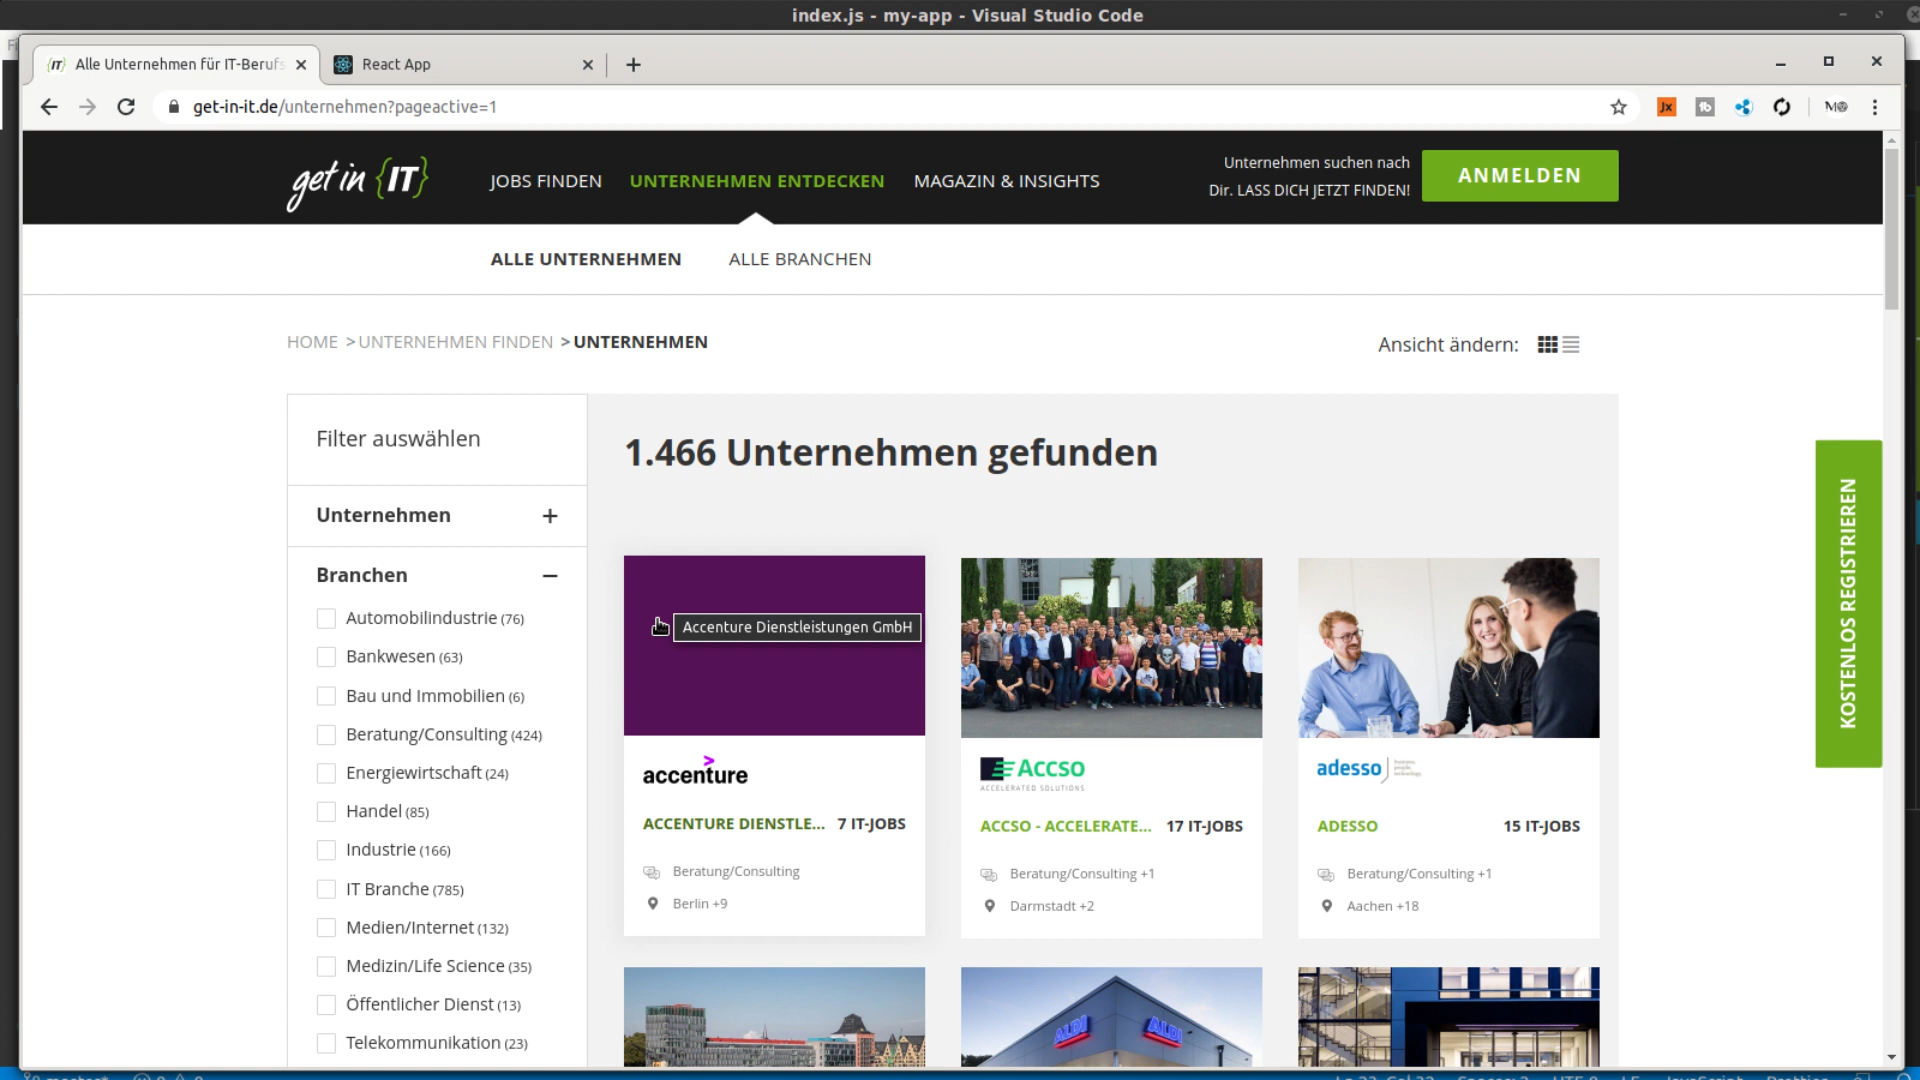 index.js - my-app - Visual Studio Code
{IT} Alle Unternehmen für IT-Berufs
React App
get-in-it.de/unternehmen?pageactive=1
get in {IT}
JOBS FINDEN
UNTERNEHMEN ENTDECKEN
MAGAZIN & INSIGHTS
Unternehmen suchen nach
Dir. LASS DICH JETZT FINDEN!
ANMELDEN
ALLE UNTERNEHMEN
ALLE BRANCHEN
HOME > UNTERNEHMEN FINDEN > UNTERNEHMEN
Ansicht ändern:
Filter auswählen
Unternehmen +
Branchen −
Automobilindustrie (76)
Bankwesen (63)
Bau und Immobilien (6)
Beratung/Consulting (424)
Energiewirtschaft (24)
Handel (85)
Industrie (166)
IT Branche (785)
Medien/Internet (132)
Medizin/Life Science (35)
Öffentlicher Dienst (13)
Telekommunikation (23)
1.466 Unternehmen gefunden
Accenture Dienstleistungen GmbH
accenture
ACCENTURE DIENSTLE... 7 IT-JOBS
Beratung/Consulting
Berlin +9
ACCSO
ACCELERATED SOLUTIONS
ACCSO - ACCELERATE... 17 IT-JOBS
Beratung/Consulting +1
Darmstadt +2
adesso
business.
people.
technology.
ADESSO 15 IT-JOBS
Beratung/Consulting +1
Aachen +18
ALDI
ALDI
KOSTENLOS REGISTRIEREN